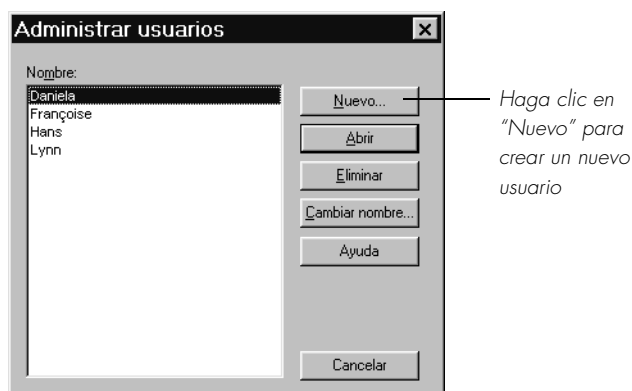 Administrar usuarios
Nombre:
Daniela
Françoise
Hans
Lynn
Nuevo...
Abrir
Eliminar
Cambiar nombre...
Ayuda
Cancelar
Haga clic en
“Nuevo” para
crear un nuevo
usuario